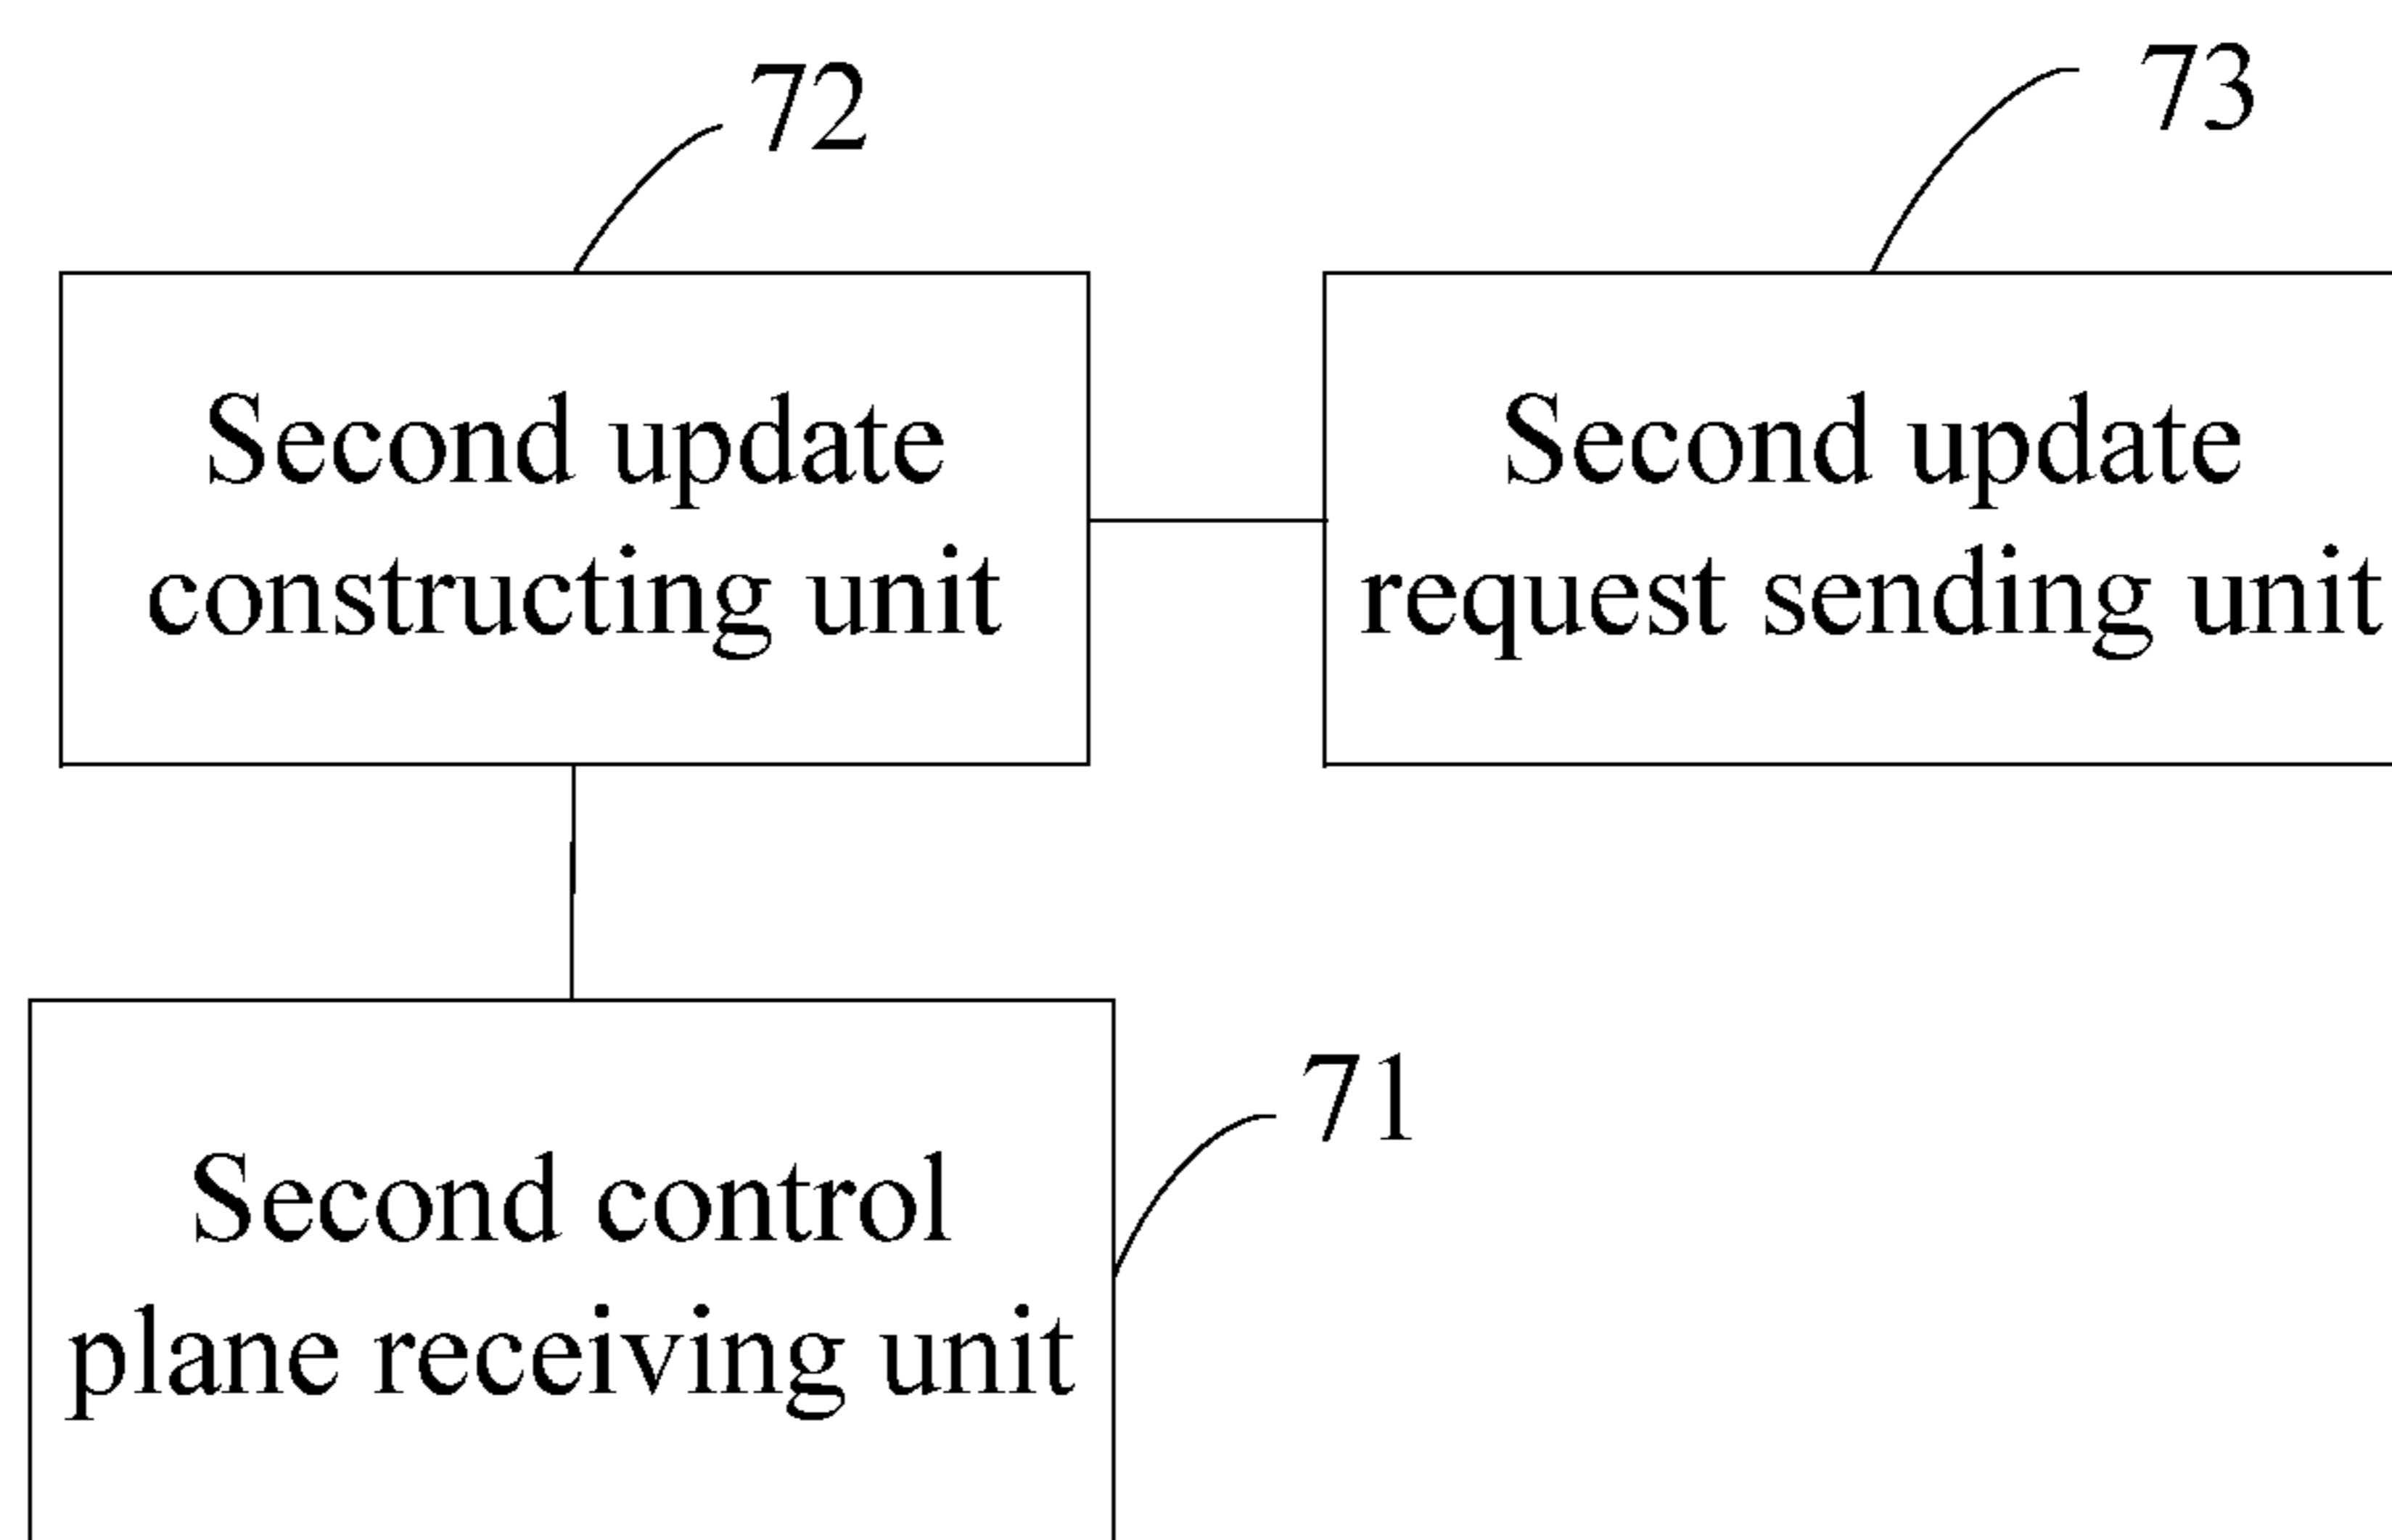 72
73
Second update
constructing unit
Second update
request sending unit
71
Second control
plane receiving unit